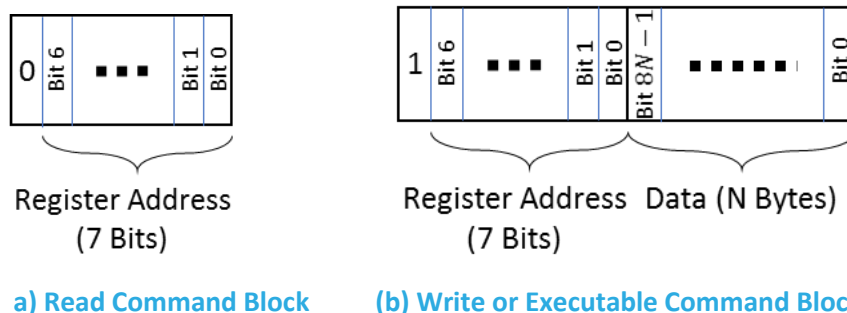 0 Bit 6 Bit 1 Bit 0
Register Address
(7 Bits)
a) Read Command Block
1 Bit 6 Bit 1 Bit 0 Bit 8N − 1 Bit 0
Register Address Data (N Bytes)
(7 Bits)
(b) Write or Executable Command Bloc